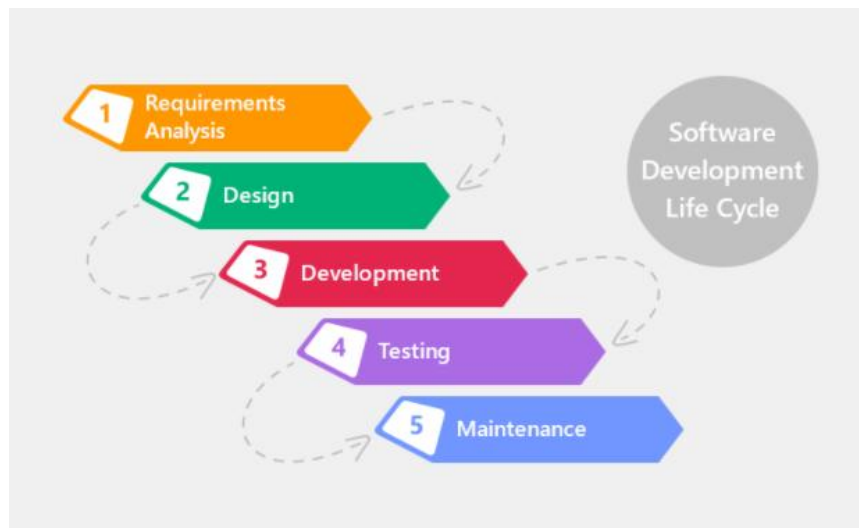 1
Requirements
Analysis
2
Design
3
Development
4
Testing
5
Maintenance
Software
Development
Life Cycle